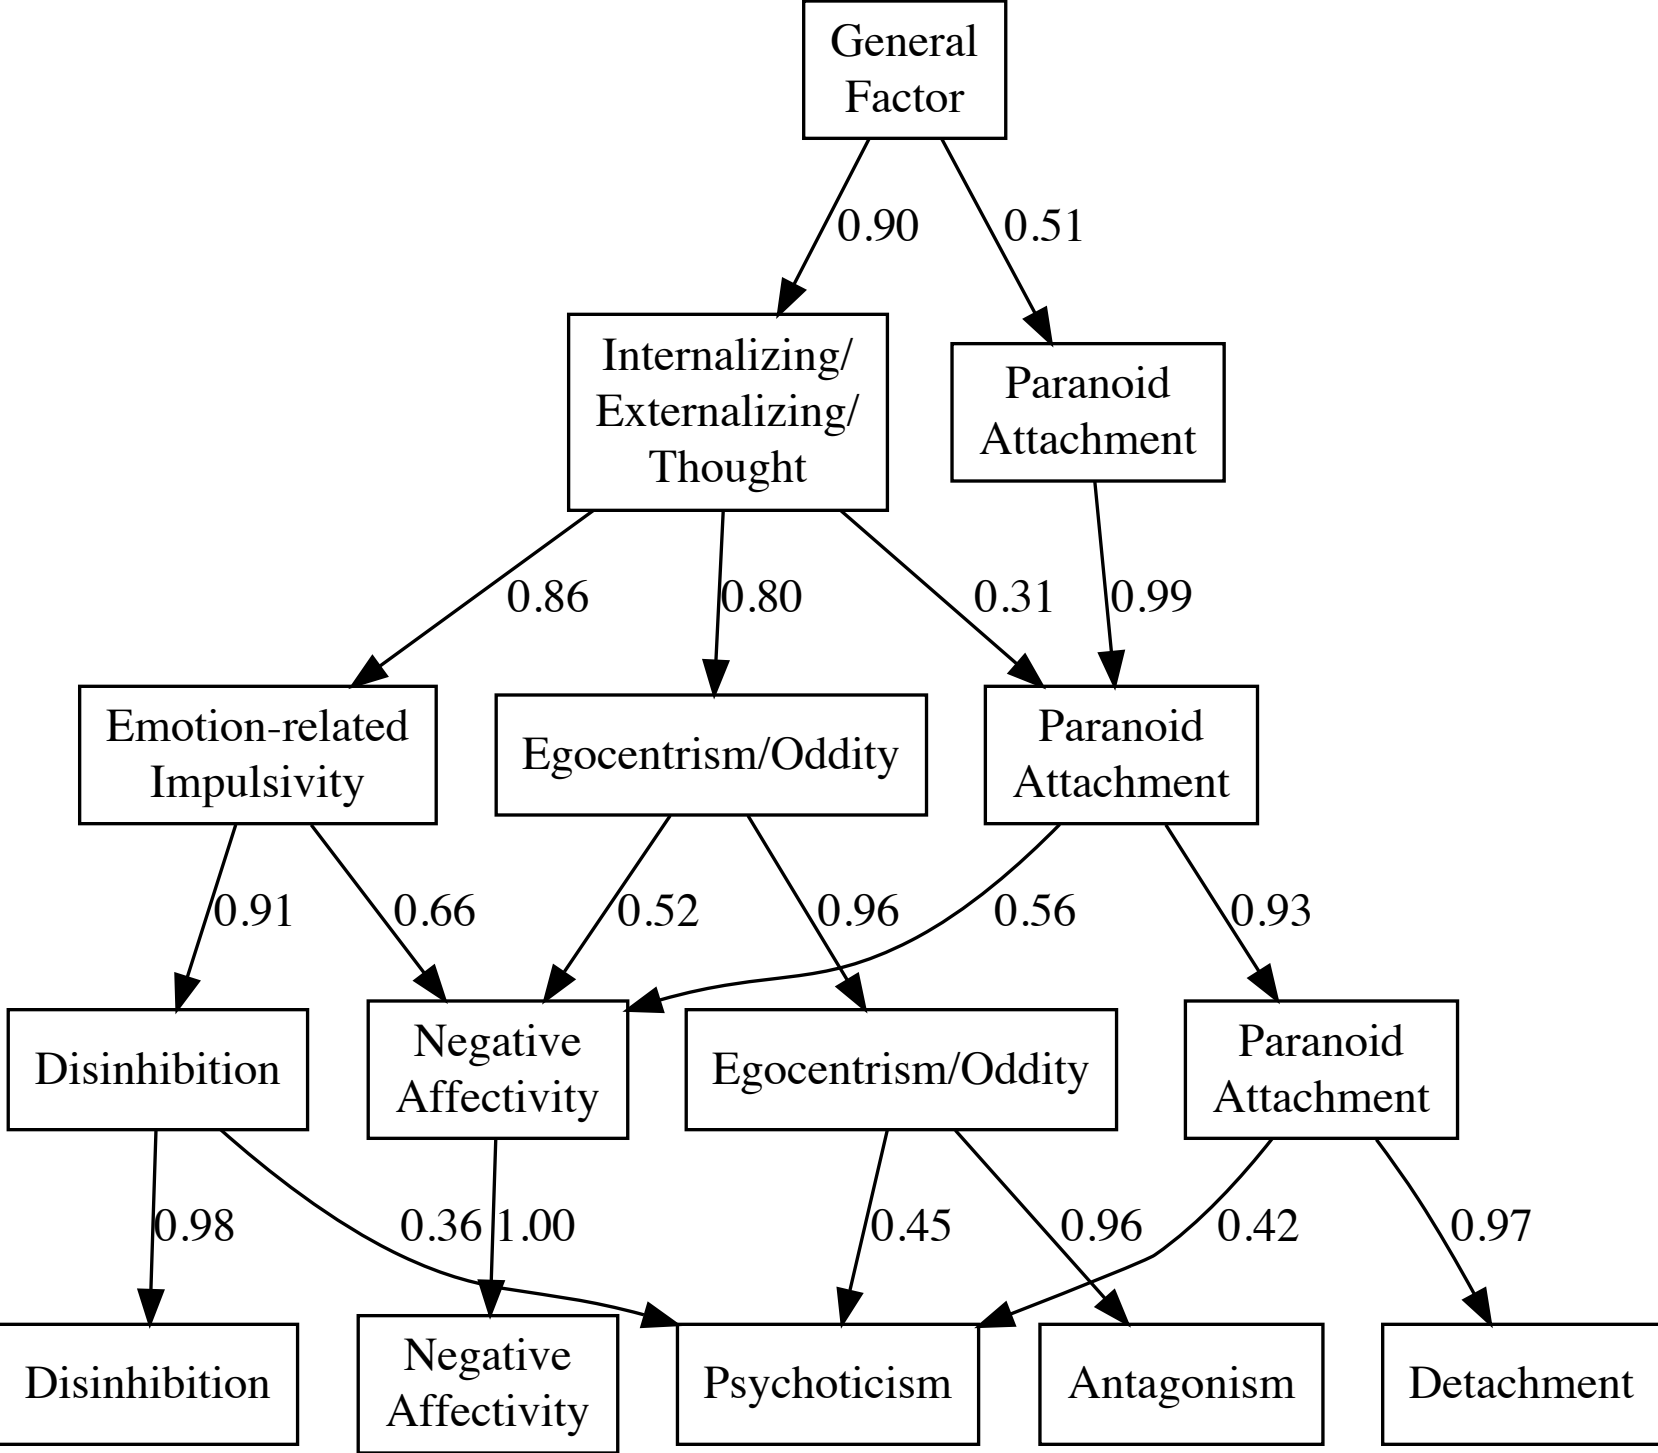 General
Factor
0.90
0.51
Internalizing/
Externalizing/
Thought
Paranoid
Attachment
0.86
0.80
0.31
0.99
Emotion-related
Impulsivity
Egocentrism/Oddity
Paranoid
Attachment
0.91
0.66
0.52
0.96
0.56
0.93
Disinhibition
Negative
Affectivity
Egocentrism/Oddity
Paranoid
Attachment
0.98
0.36
1.00
0.45
0.96
0.42
0.97
Disinhibition
Negative
Affectivity
Psychoticism
Antagonism
Detachment